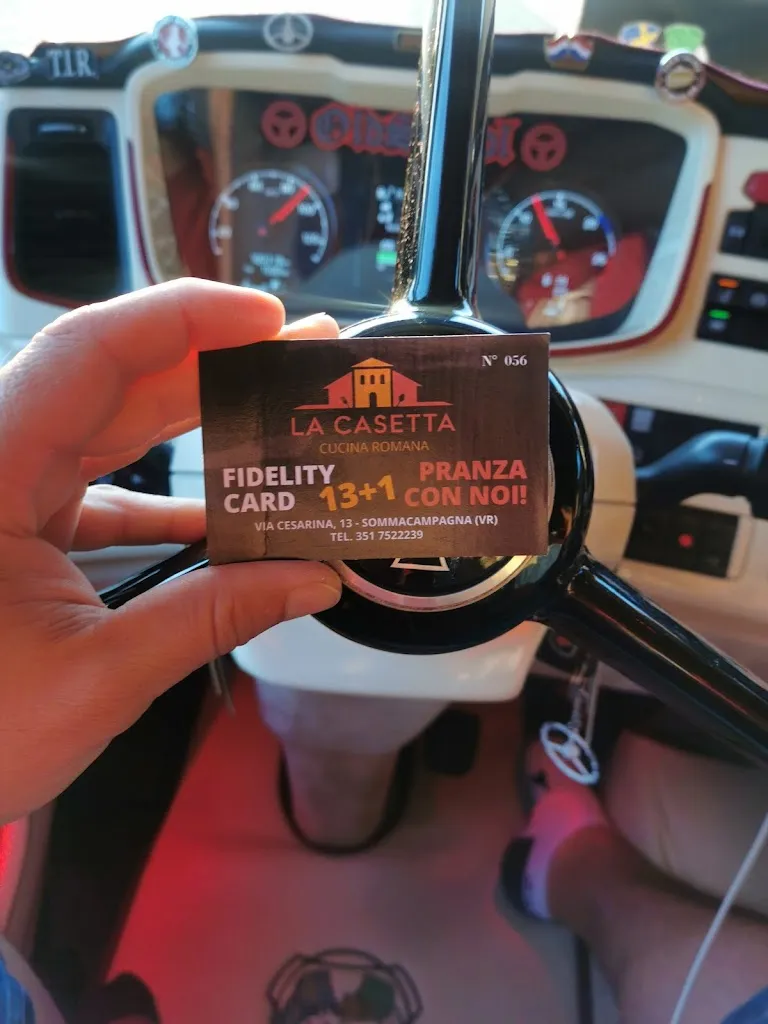 TIR
N° 056
LA CASETTA
CUCINA ROMANA
FIDELITY
CARD
13+1
PRANZA
CON NOI!
VIA CESARINA, 13 - SOMMACAMPAGNA (VR)
TEL. 351 7522239